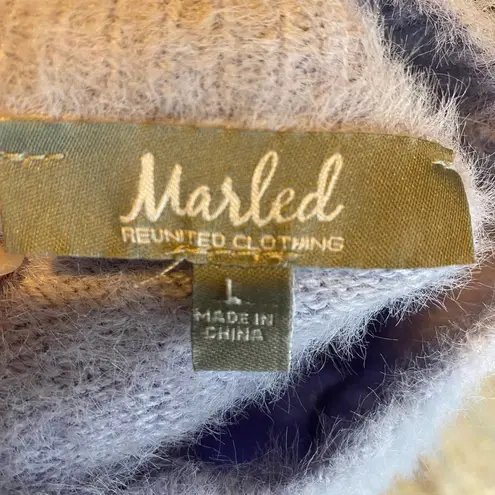 Marled
REUNITED CLOTHING
L
MADE IN
CHINA